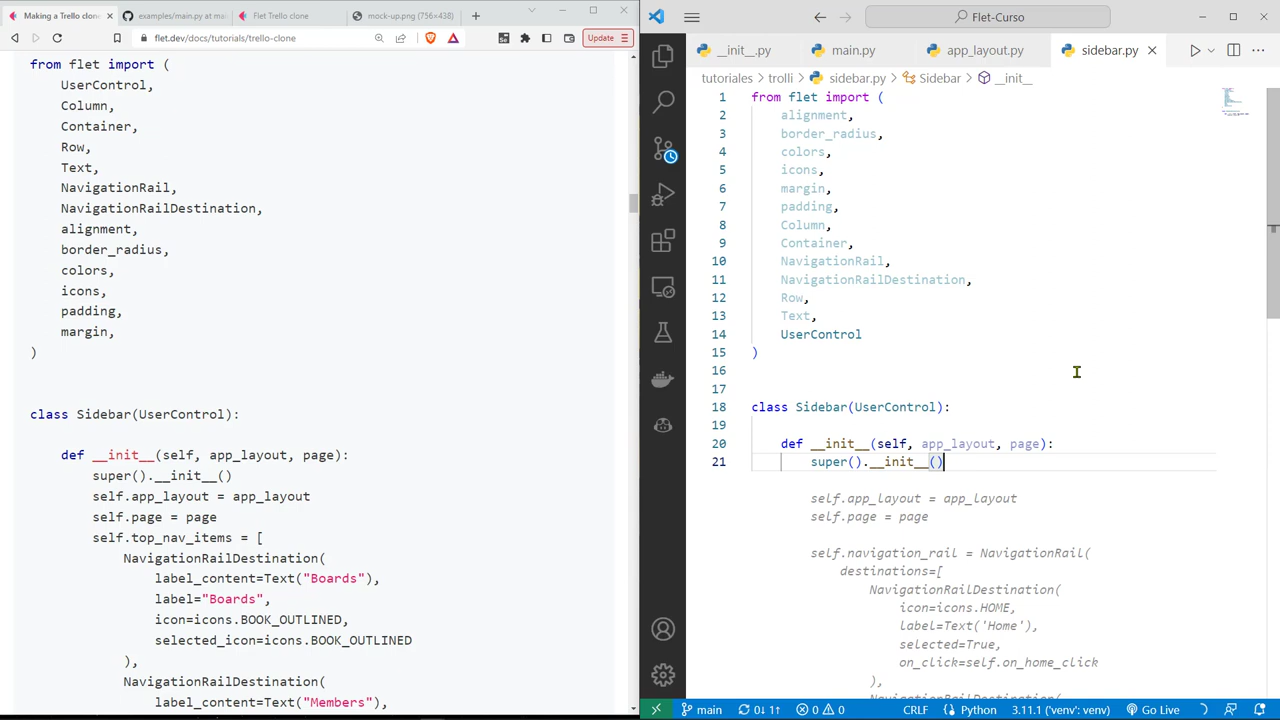 Making a Trello clone
examples/main.py at m
Flet Trello clone
mock-up.png (756×438)
flet.dev/docs/tutorials/trello-clone
Update
from flet import (
UserControl,
Column,
Container,
Row,
Text,
NavigationRail,
NavigationRailDestination,
alignment,
border_radius,
colors,
icons,
padding,
margin,
)
class Sidebar(UserControl):
def __init__(self, app_layout, page):
super().__init__()
self.app_layout = app_layout
self.page = page
self.top_nav_items = [
NavigationRailDestination(
label_content=Text("Boards"),
label="Boards",
icon=icons.BOOK_OUTLINED,
selected_icon=icons.BOOK_OUTLINED
),
NavigationRailDestination(
label_content=Text("Members"),
Flet-Curso
__init__.py
main.py
app_layout.py
sidebar.py
tutoriales > trolli > sidebar.py > Sidebar > __init__
1 from flet import (
2 alignment,
3 border_radius,
4 colors,
5 icons,
6 margin,
7 padding,
8 Column,
9 Container,
10 NavigationRail,
11 NavigationRailDestination,
12 Row,
13 Text,
14 UserControl
15 )
16
17
18 class Sidebar(UserControl):
19
20 def __init__(self, app_layout, page):
21 super().__init__()
self.app_layout = app_layout
self.page = page
self.navigation_rail = NavigationRail(
destinations=[
NavigationRailDestination(
icon=icons.HOME,
label=Text('Home'),
selected=True,
on_click=self.on_home_click
),
main 0↓ 1↑ 0 0 CRLF Python 3.11.1 ('venv': venv) Go Live